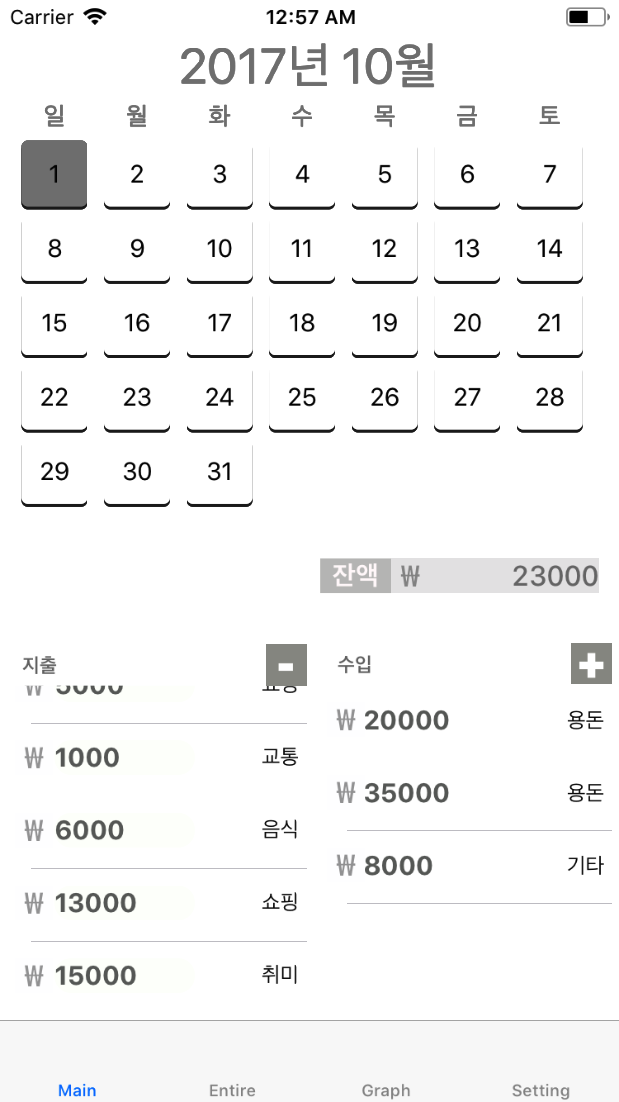 Carrier 12:57 AM
2017년 10월
일 월 화 수 목 금 토
1 2 3 4 5 6 7
8 9 10 11 12 13 14
15 16 17 18 19 20 21
22 23 24 25 26 27 28
29 30 31
잔액 ₩ 23000
지출 -
₩ 5000 쇼핑
₩ 1000 교통
₩ 6000 음식
₩ 13000 쇼핑
₩ 15000 취미
수입 +
₩ 20000 용돈
₩ 35000 용돈
₩ 8000 기타
Main Entire Graph Setting